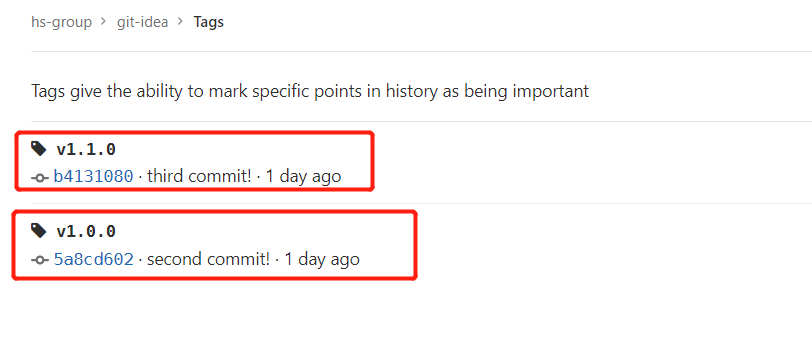 hs-group > git-idea > Tags
Tags give the ability to mark specific points in history as being important
v1.1.0
b4131080 · third commit! · 1 day ago
v1.0.0
5a8cd602 · second commit! · 1 day ago